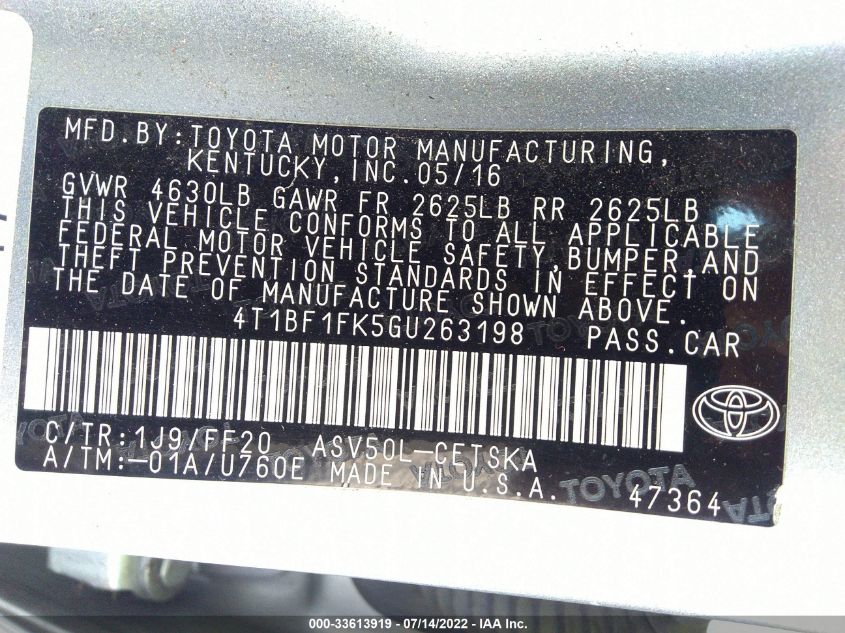 MFD.BY:TOYOTA MOTOR MANUFACTURING,
KENTUCKY,INC.05/16
GVWR 4630LB GAWR FR 2625LB RR 2625LB
THIS VEHICLE CONFORMS TO ALL APPLICABLE
FEDERAL MOTOR VEHICLE SAFETY,BUMPER,AND
THEFT PREVENTION STANDARDS IN EFFECT ON
THE DATE OF MANUFACTURE SHOWN ABOVE.
4T1BF1FK5GU263198 PASS.CAR
C/TR:1J9/FF20 ASV50L-CETSKA
A/TM:-01A/U760E MADE IN U.S.A.
TOYOTA
47364
000-33613919 - 07/14/2022 - IAA Inc.